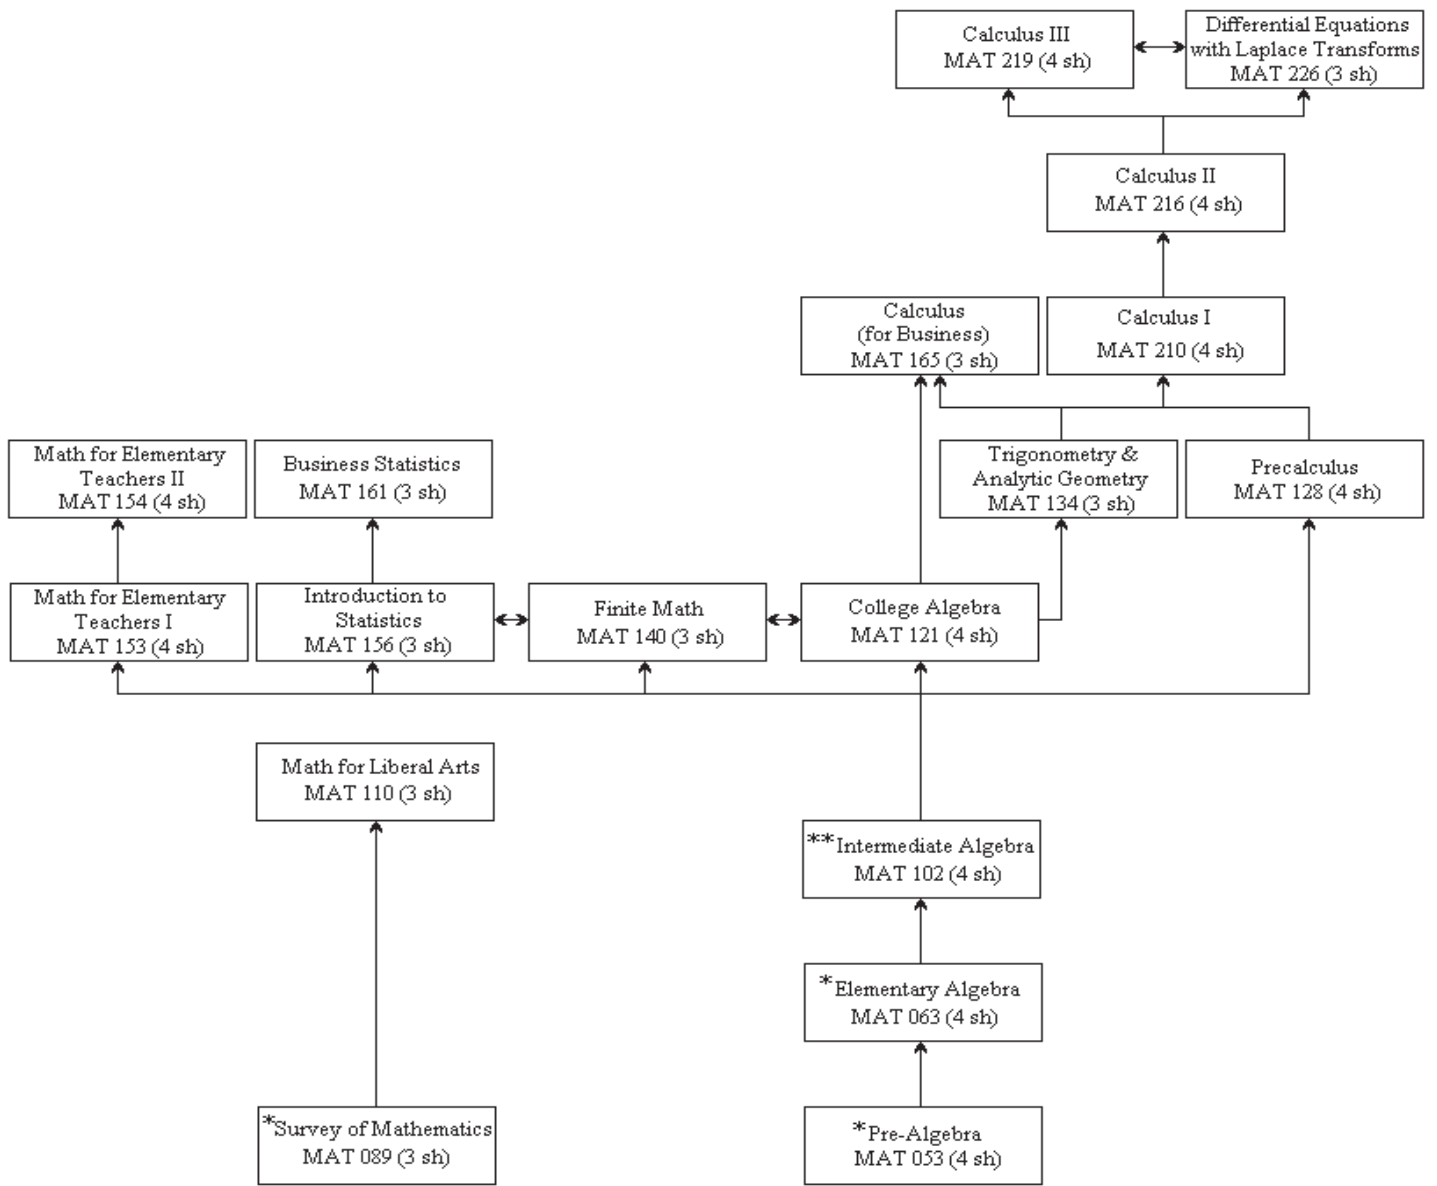 Calculus III
MAT 219 (4 sh)
Differential Equations
with Laplace Transforms
MAT 226 (3 sh)
Calculus II
MAT 216 (4 sh)
Calculus
(for Business)
MAT 165 (3 sh)
Calculus I
MAT 210 (4 sh)
Math for Elementary
Teachers II
MAT 154 (4 sh)
Business Statistics
MAT 161 (3 sh)
Trigonometry &
Analytic Geometry
MAT 134 (3 sh)
Precalculus
MAT 128 (4 sh)
Math for Elementary
Teachers I
MAT 153 (4 sh)
Introduction to
Statistics
MAT 156 (3 sh)
Finite Math
MAT 140 (3 sh)
College Algebra
MAT 121 (4 sh)
Math for Liberal Arts
MAT 110 (3 sh)
**Intermediate Algebra
MAT 102 (4 sh)
*Elementary Algebra
MAT 063 (4 sh)
*Survey of Mathematics
MAT 089 (3 sh)
*Pre-Algebra
MAT 053 (4 sh)